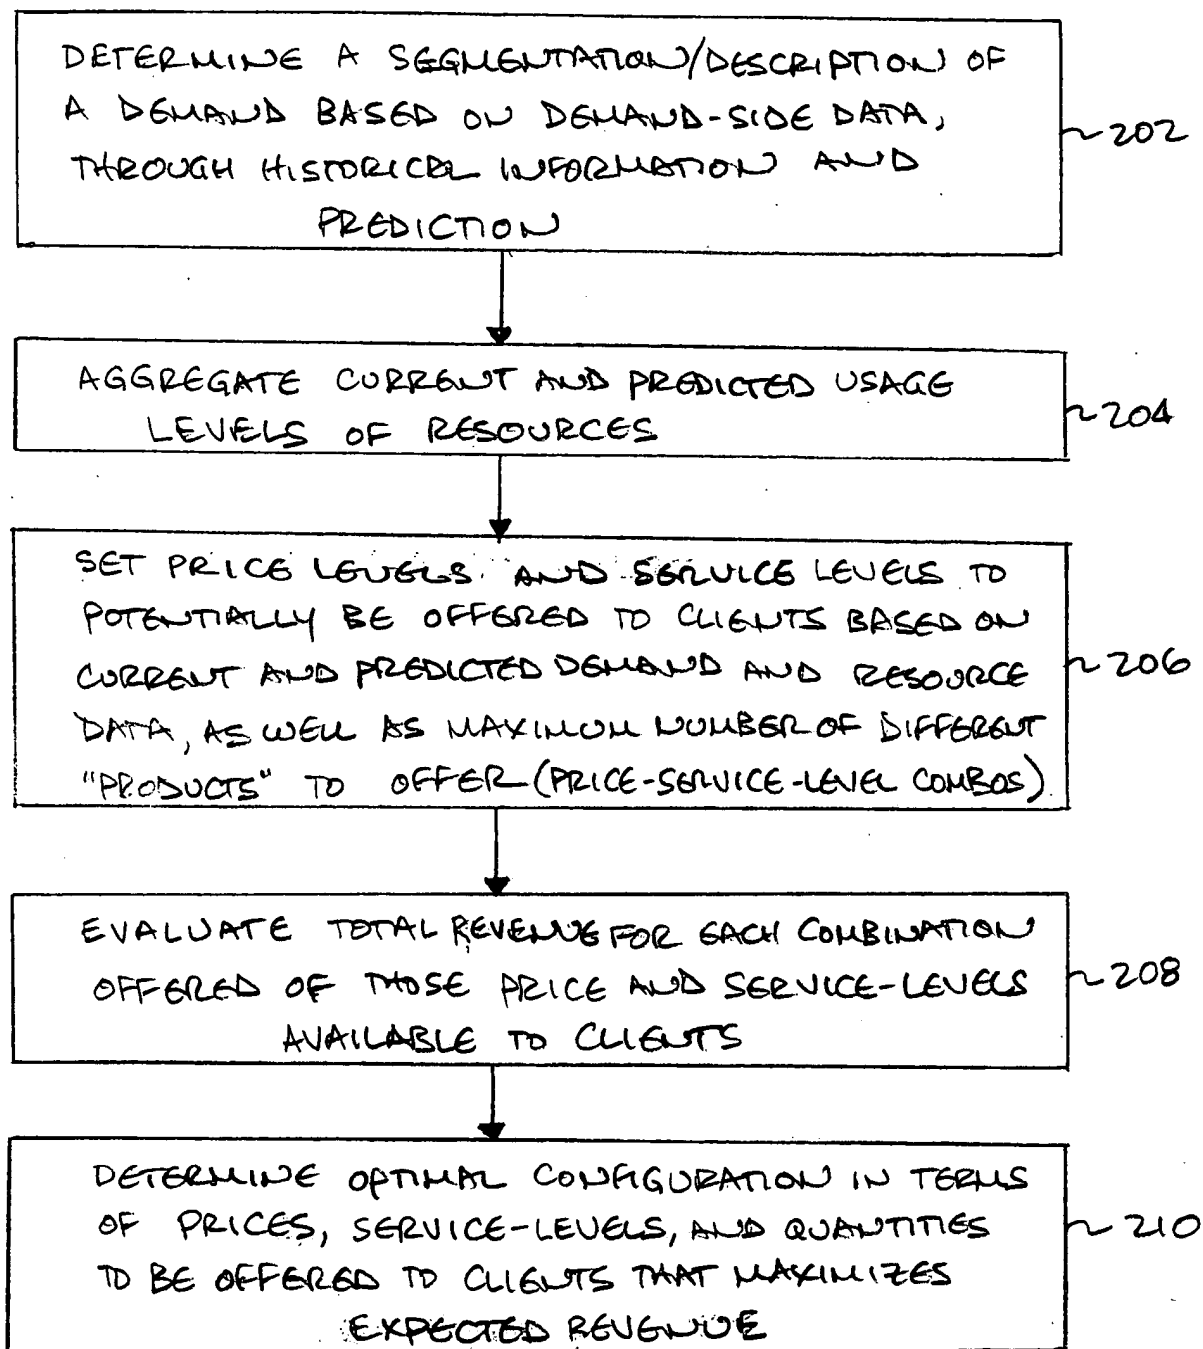 DETERMINE A SEGMENTATION/DESCRIPTION OF
A DEMAND BASED ON DEMAND-SIDE DATA,
THROUGH HISTORICAL INFORMATION AND
PREDICTION
202
AGGREGATE CURRENT AND PREDICTED USAGE
LEVELS OF RESOURCES
204
SET PRICE LEVELS AND SERVICE LEVELS TO
POTENTIALLY BE OFFERED TO CLIENTS BASED ON
CURRENT AND PREDICTED DEMAND AND RESOURCE
DATA, AS WELL AS MAXIMUM NUMBER OF DIFFERENT
"PRODUCTS" TO OFFER (PRICE-SERVICE-LEVEL COMBOS)
206
EVALUATE TOTAL REVENUE FOR EACH COMBINATION
OFFERED OF THOSE PRICE AND SERVICE-LEVELS
AVAILABLE TO CLIENTS
208
DETERMINE OPTIMAL CONFIGURATION IN TERMS
OF PRICES, SERVICE-LEVELS, AND QUANTITIES
TO BE OFFERED TO CLIENTS THAT MAXIMIZES
EXPECTED REVENUE
210